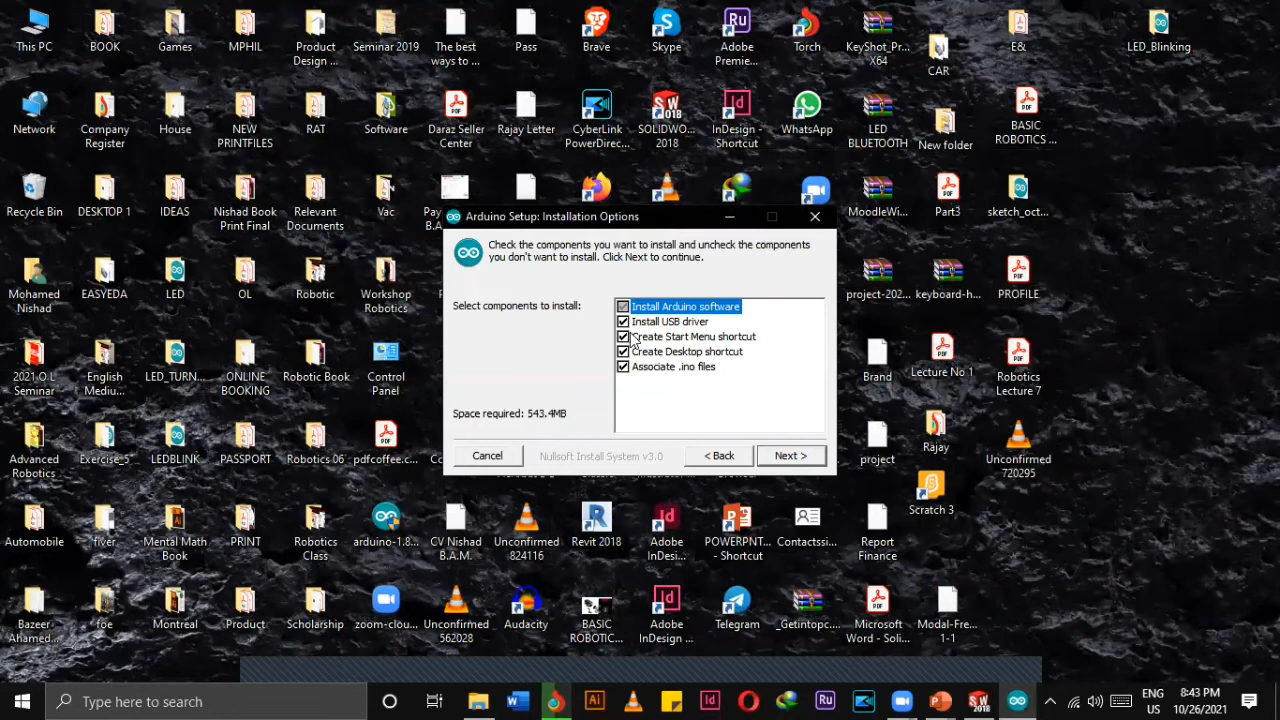 This PC
BOOK
Games
MPHIL
Product
Design ...
Seminar 2019
The best
ways to ...
Pass
Brave
Skype
Adobe
Premie...
Torch
KeyShot_Pr...
X64
CAR
E&
LED_Blinking
Network
Company
Register
House
NEW
PRINTFILES
RAT
Software
Daraz Seller
Center
Rajay Letter
CyberLink
PowerDirec...
SOLIDWO...
2018
InDesign -
Shortcut
WhatsApp
LED
BLUETOOTH
New folder
BASIC
ROBOTICS ...
Recycle Bin
DESKTOP 1
IDEAS
Nishad Book
Print Final
Relevant
Documents
Vac
MoodleWi...
Part3
sketch_oct...
Arduino Setup: Installation Options
Check the components you want to install and uncheck the components
you don't want to install. Click Next to continue.
Select components to install:
Install Arduino software
Install USB driver
Create Start Menu shortcut
Create Desktop shortcut
Associate .ino files
Space required: 543.4MB
Cancel
Nullsoft Install System v3.0
< Back
Next >
Mohamed
Nishad
EASYEDA
LED
OL
Robotic
Workshop
Robotics
project-202...
keyboard-h...
PROFILE
2021 O L
Seminar
English
Mediu...
LED_TURN...
ONLINE
BOOKING
Robotic Book
Control
Panel
Brand
Lecture No 1
Robotics
Lecture 7
Advanced
Robotics
Exercise_5
LEDBLINK
PASSPORT
Robotics 06
pdfcoffee.c...
project
Rajay
Unconfirmed
720295
Scratch 3
Automobile
fiver
Mental Math
Book
PRINT
Robotics
Class
arduino-1.8...
CV Nishad
B.A.M.
Unconfirmed
824116
Revit 2018
Adobe
InDesi...
POWERPNT...
- Shortcut
Contactssi...
Report
Finance
Bazeer
Ahamed...
foe
Montreal
Product
Scholarship
zoom-clou...
Unconfirmed
562028
Audacity
BASIC
ROBOTIC...
Adobe
InDesign ...
Telegram
_Getintopc....
Microsoft
Word - Soli...
Modal-Fre...
1-1
Type here to search
ENG
US
8:43 PM
10/26/2021